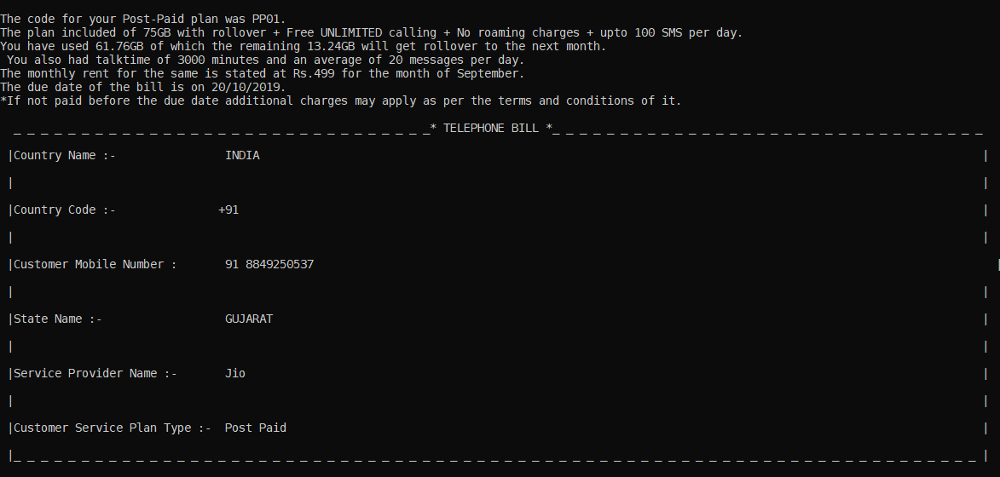 The code for your Post-Paid plan was PP01.
The plan included of 75GB with rollover + Free UNLIMITED calling + No roaming charges + upto 100 SMS per day.
You have used 61.76GB of which the remaining 13.24GB will get rollover to the next month.
 You also had talktime of 3000 minutes and an average of 20 messages per day.
The monthly rent for the same is stated at Rs.499 for the month of September.
The due date of the bill is on 20/10/2019.
*If not paid before the due date additional charges may apply as per the terms and conditions of it.
_ _ _ _ _ _ _ _ _ _ _ _ _ _ _ _ _ _ _ _ _ _ _ _ _ _ _ _ _ _ _* TELEPHONE BILL *_ _ _ _ _ _ _ _ _ _ _ _ _ _ _ _ _ _ _ _ _ _ _ _ _ _ _ _ _ _ _ _
|Country Name :- INDIA |
| |
|Country Code :- +91 |
| |
|Customer Mobile Number : 91 8849250537 |
| |
|State Name :- GUJARAT |
| |
|Service Provider Name :- Jio |
| |
|Customer Service Plan Type :- Post Paid |
|_ _ _ _ _ _ _ _ _ _ _ _ _ _ _ _ _ _ _ _ _ _ _ _ _ _ _ _ _ _ _ _ _ _ _ _ _ _ _ _ _ _ _ _ _ _ _ _ _ _ _ _ _ _ _ _ _ _ _ _ _ _ _ _ _ _ _ _ _ _ _ |